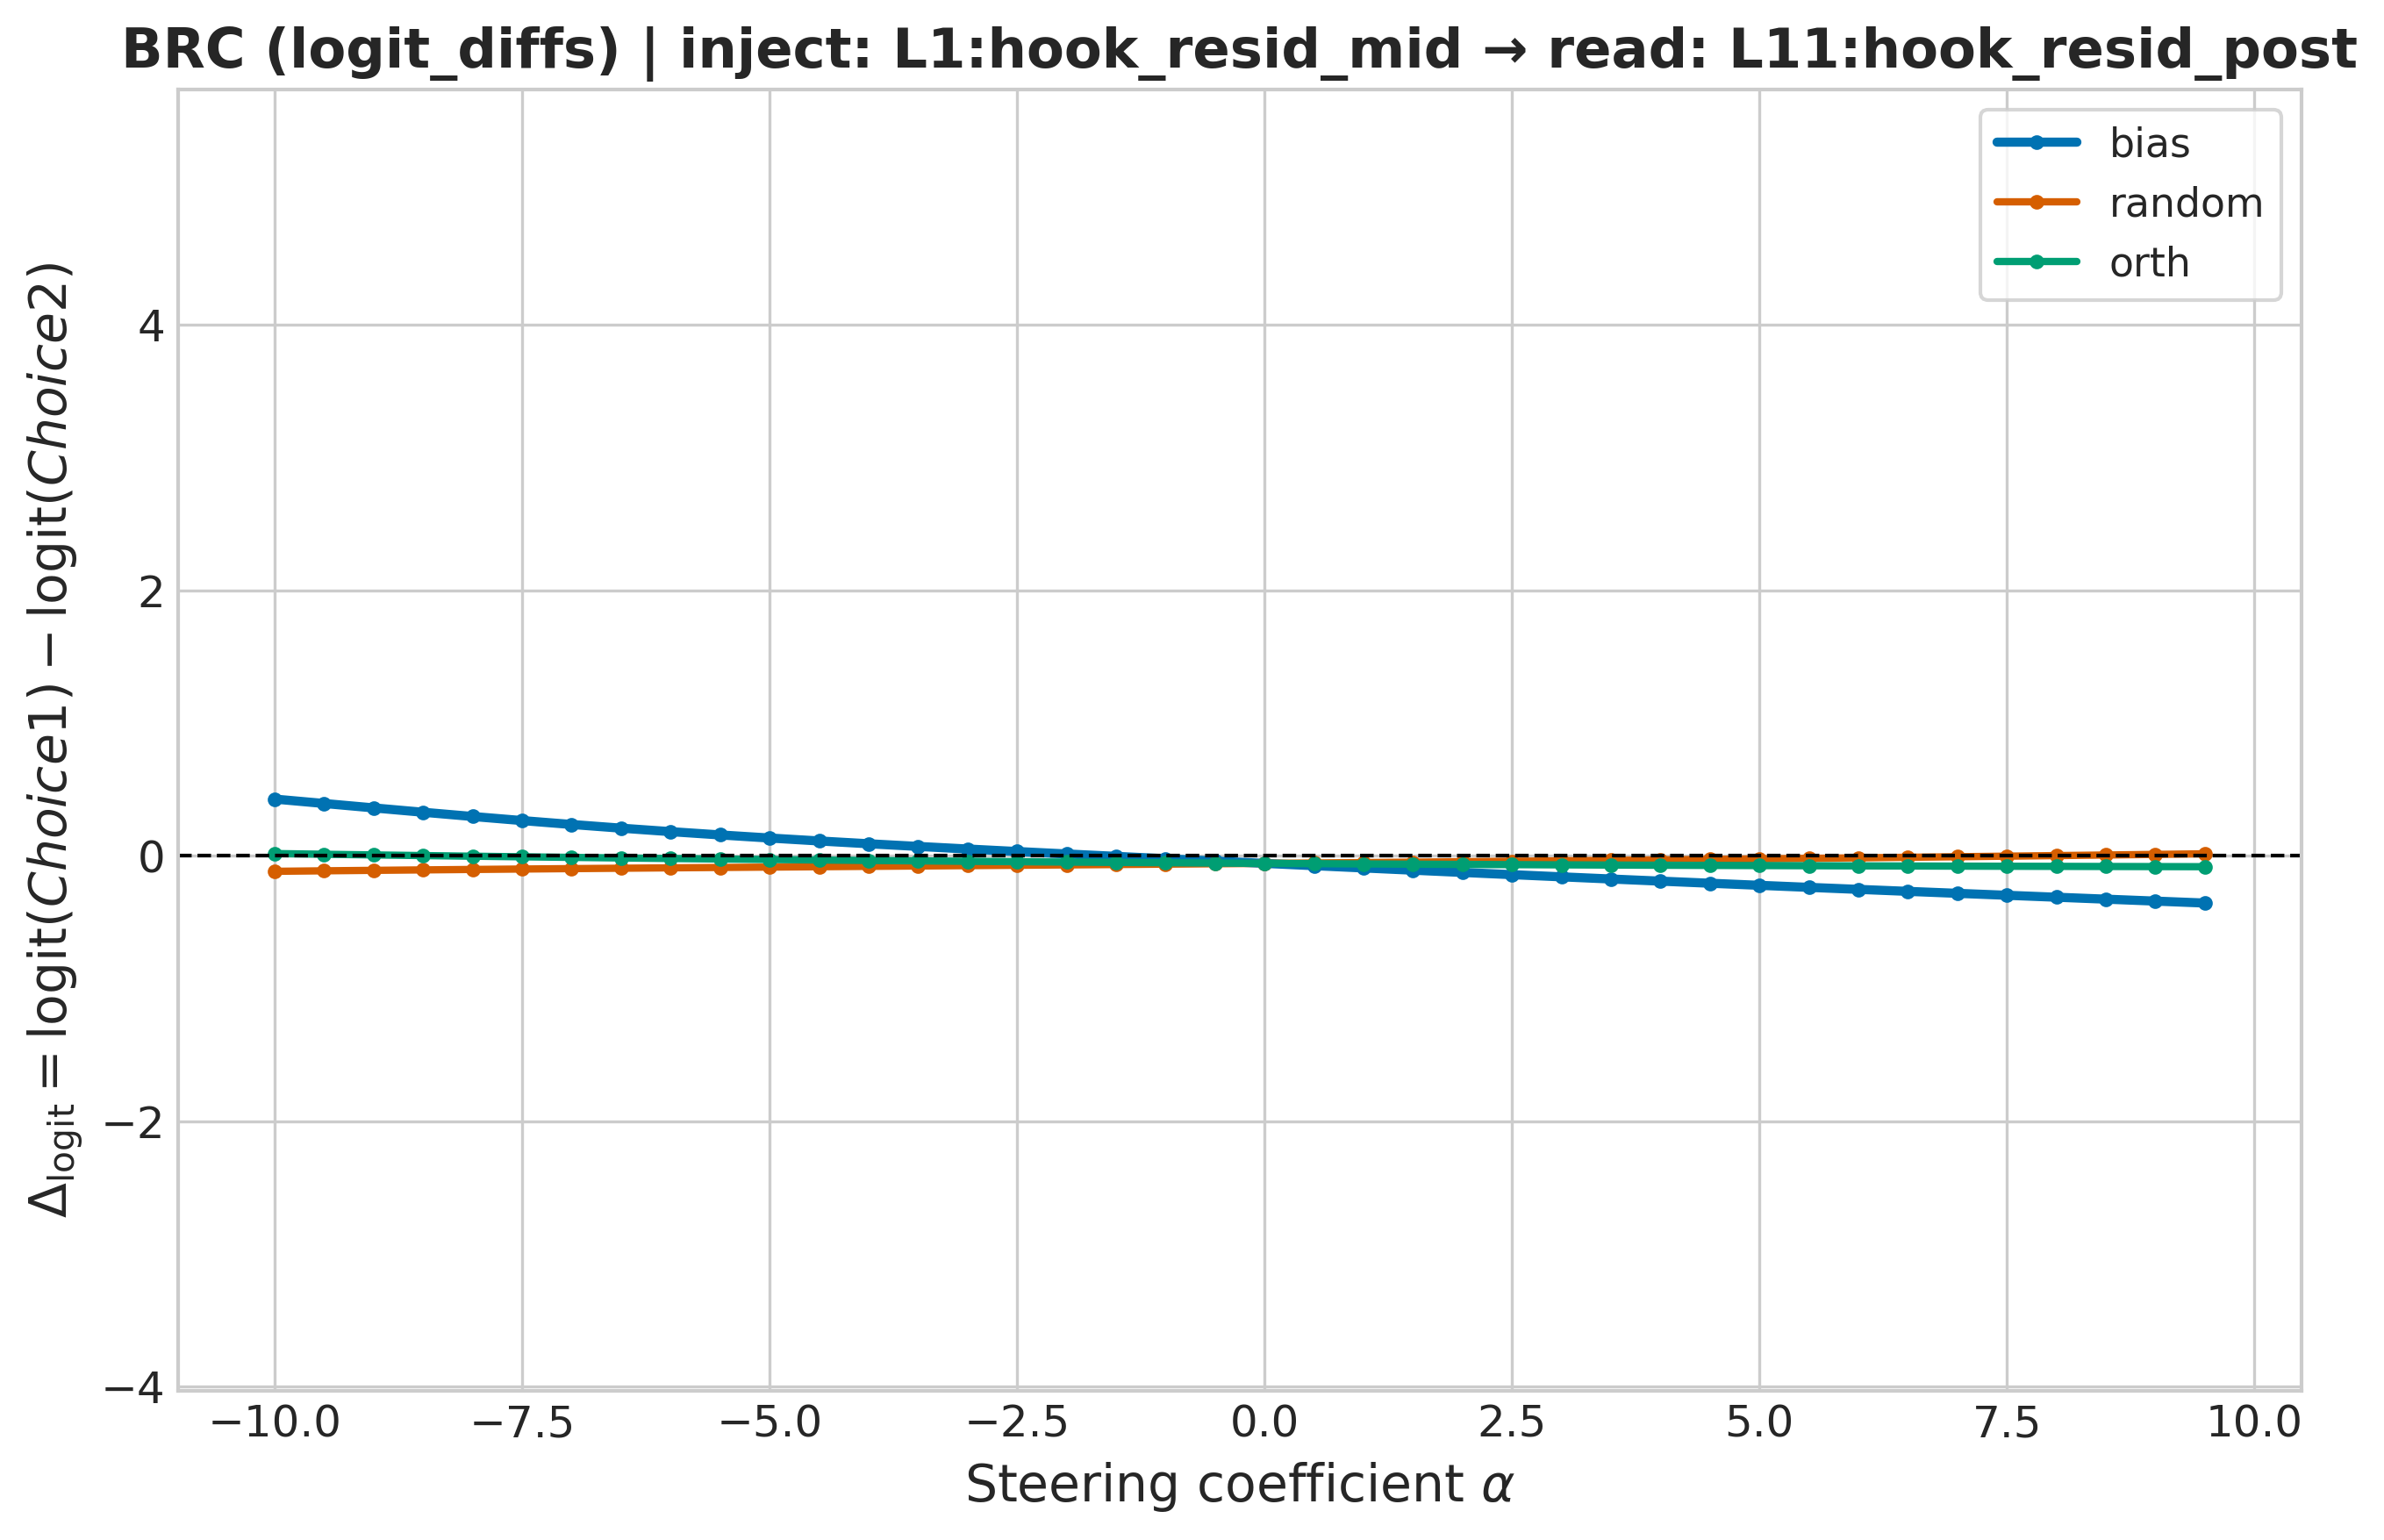 BRC (logit_diffs) | inject: L1:hook_resid_mid → read: L11:hook_resid_post
bias
random
orth
Δlogit = logit(Choice1) − logit(Choice2)
4
2
0
−2
−4
−10.0 −7.5 −5.0 −2.5 0.0 2.5 5.0 7.5 10.0
Steering coefficient α